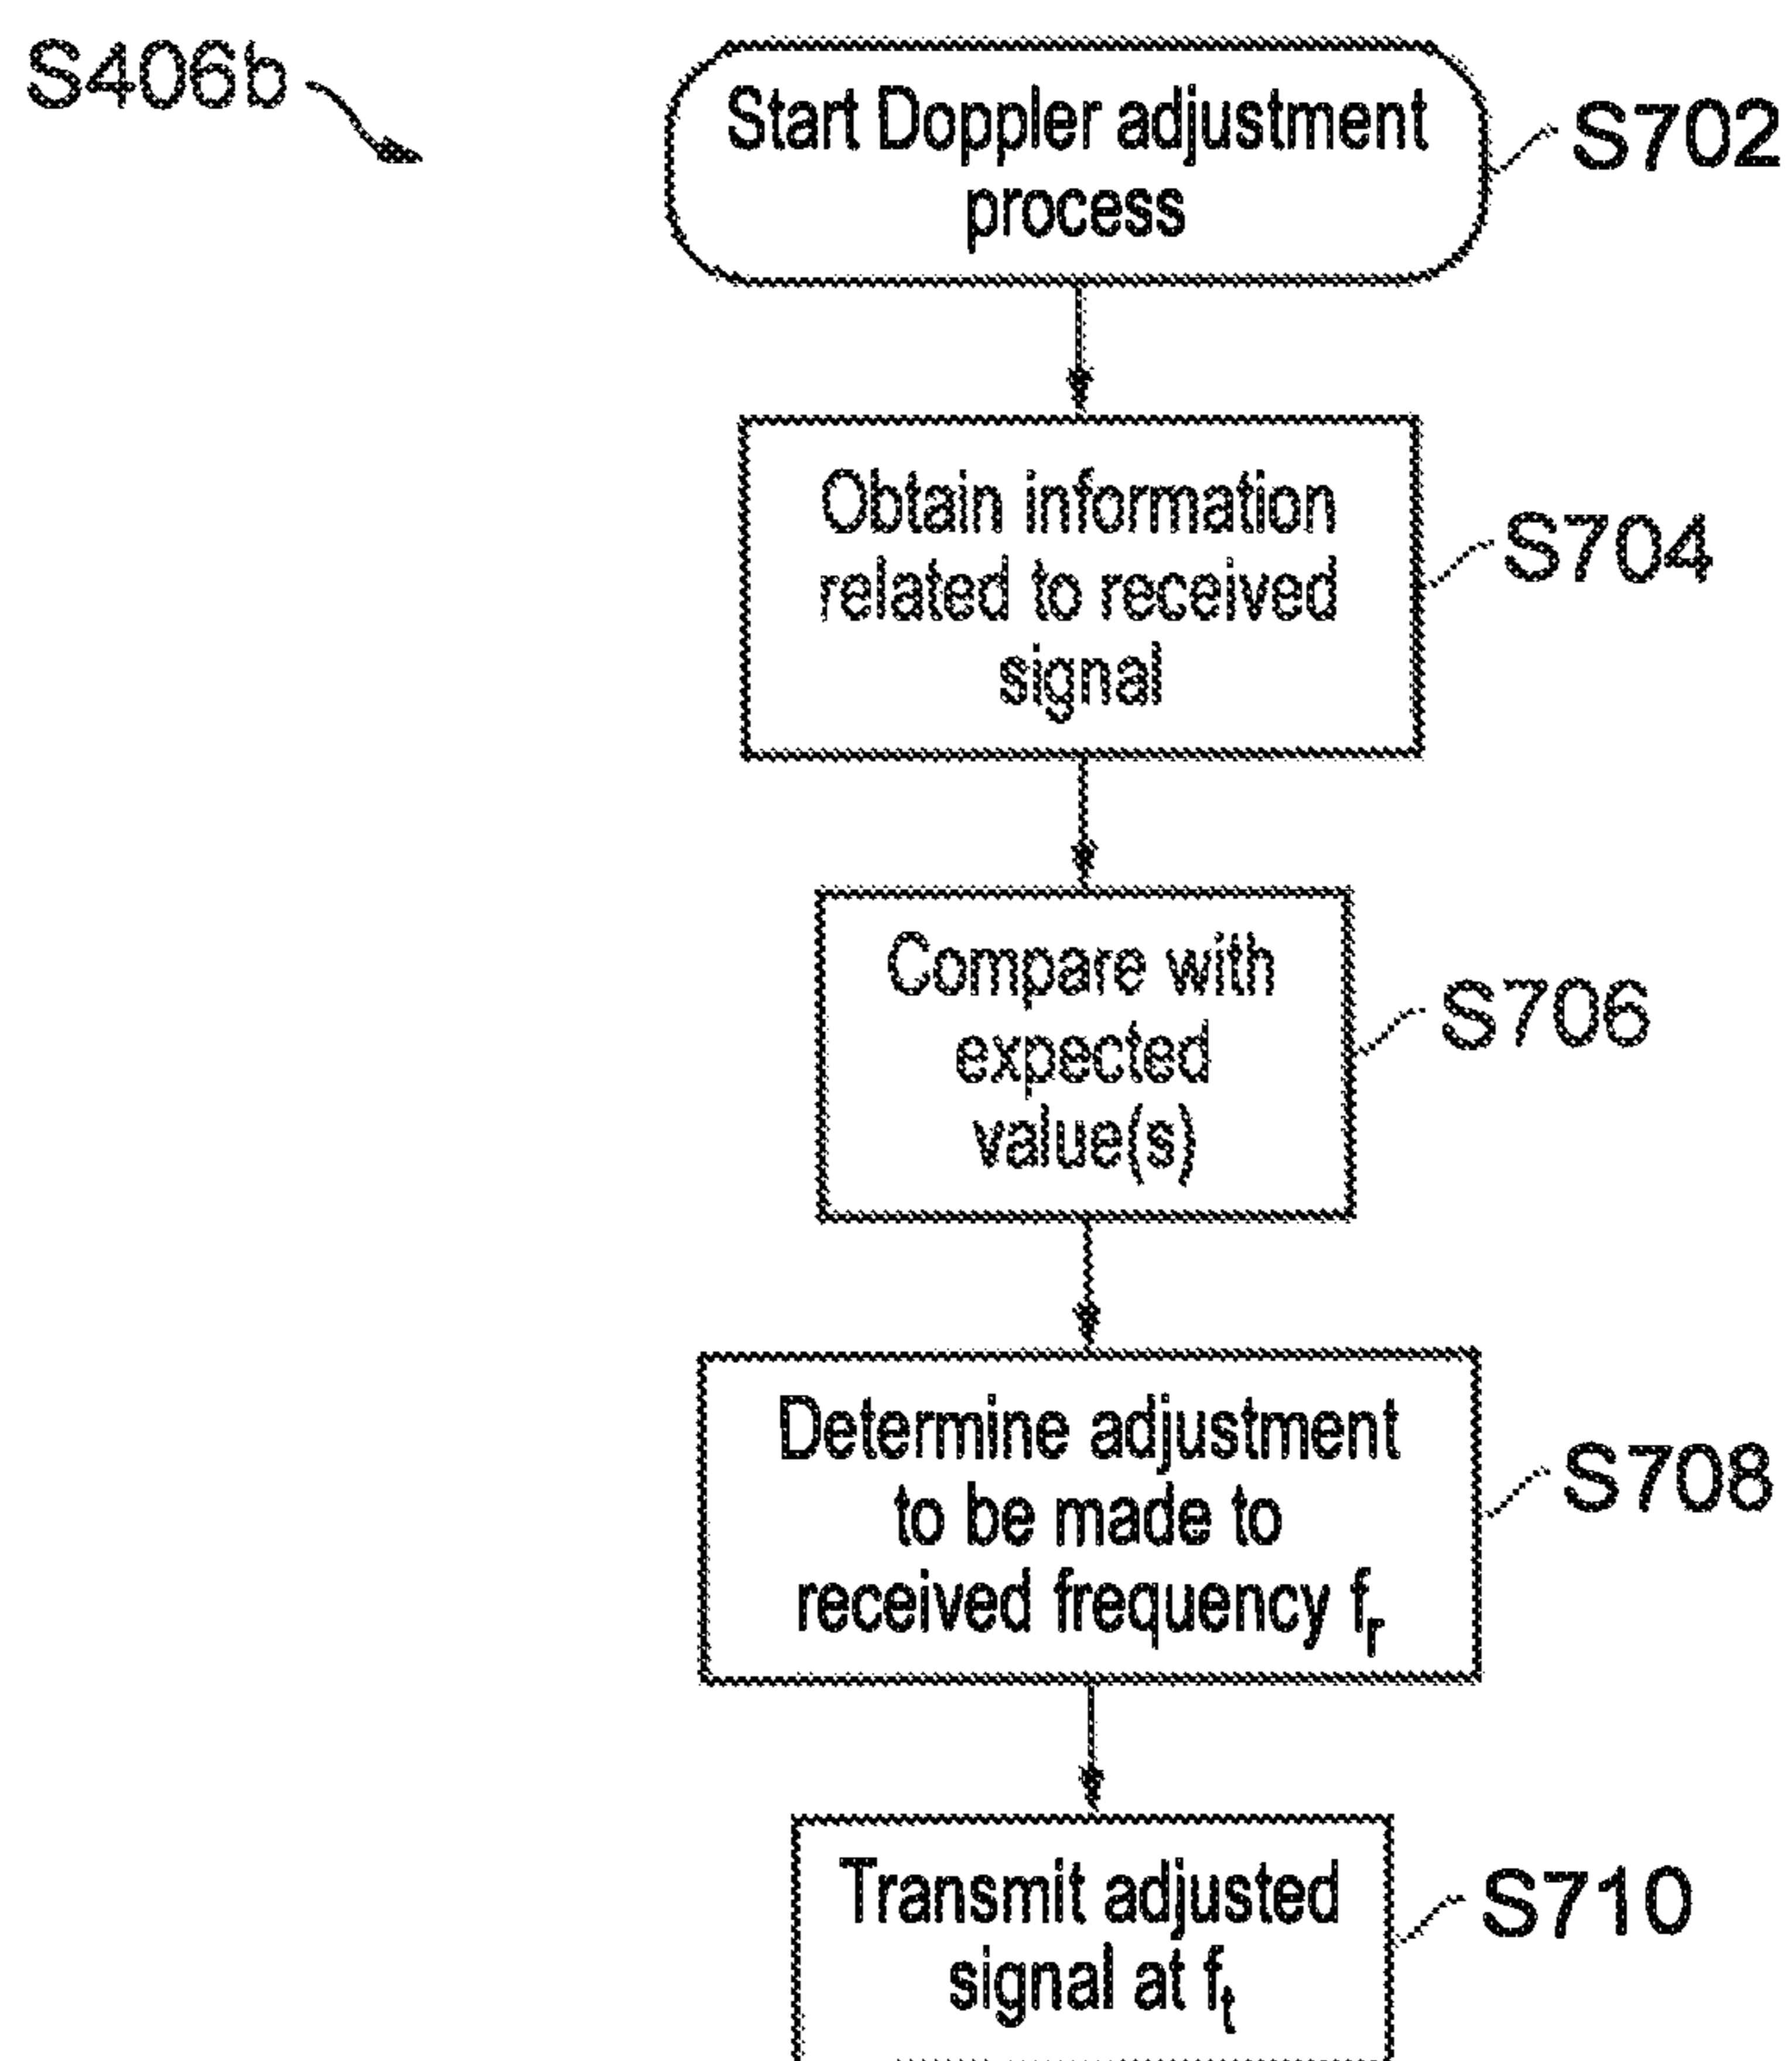 S406b
Start Doppler adjustment
process
S702
Obtain information
related to received
signal
S704
Compare with
expected
value(s)
S706
Determine adjustment
to be made to
received frequency fr
S708
Transmit adjusted
signal at ft
S710